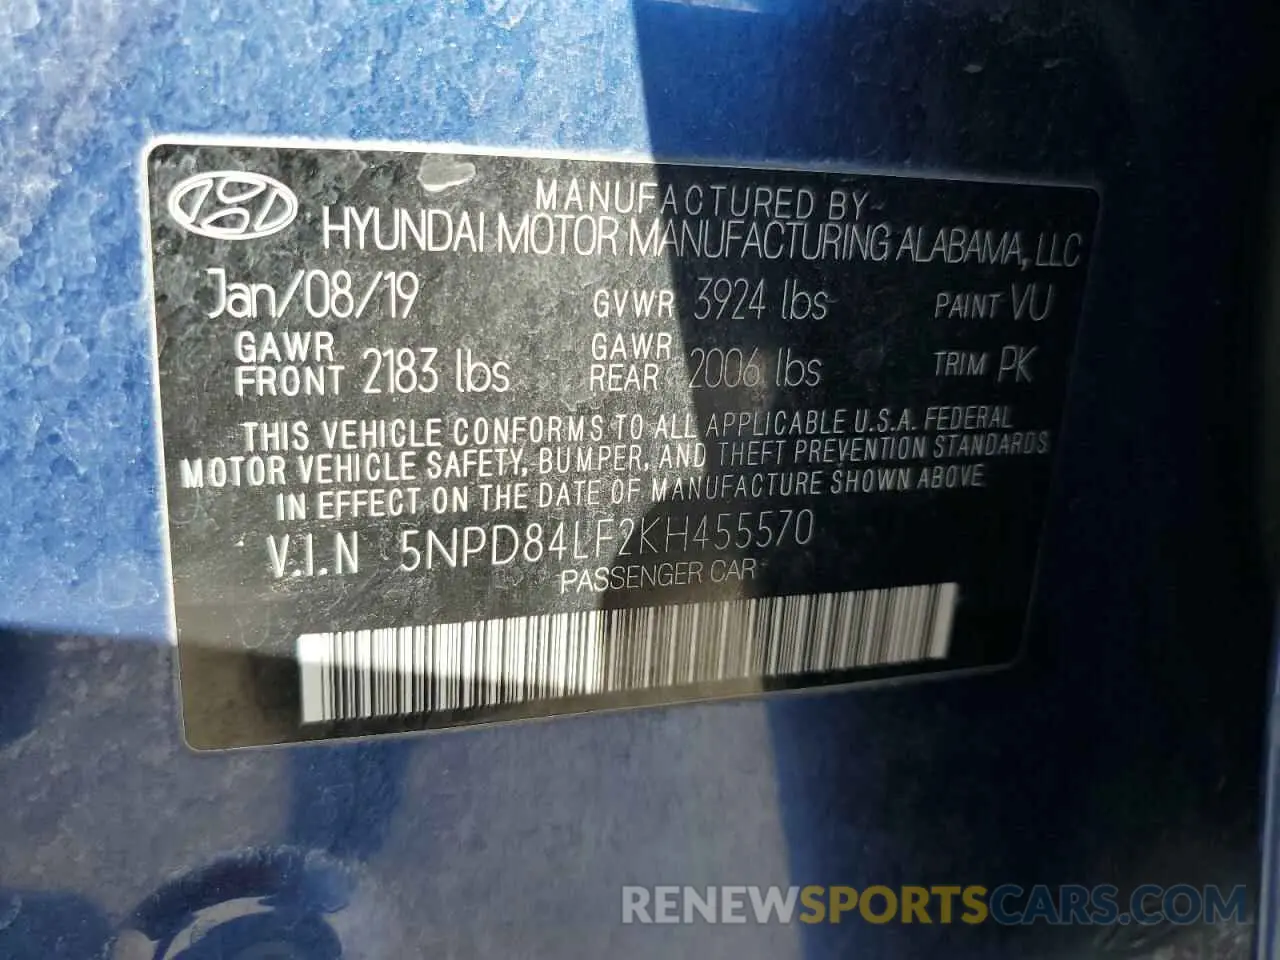 MANUFACTURED BY
HYUNDAI MOTOR MANUFACTURING ALABAMA, LLC
Jan/08/19 GVWR 3924 lbs PAINT VU
GAWR FRONT 2183 lbs GAWR REAR 2006 lbs TRIM PK
THIS VEHICLE CONFORMS TO ALL APPLICABLE U.S.A. FEDERAL
MOTOR VEHICLE SAFETY, BUMPER, AND THEFT PREVENTION STANDARDS
IN EFFECT ON THE DATE OF MANUFACTURE SHOWN ABOVE
V.I.N 5NPD84LF2KH455570
PASSENGER CAR
RENEWSPORTSCARS.COM